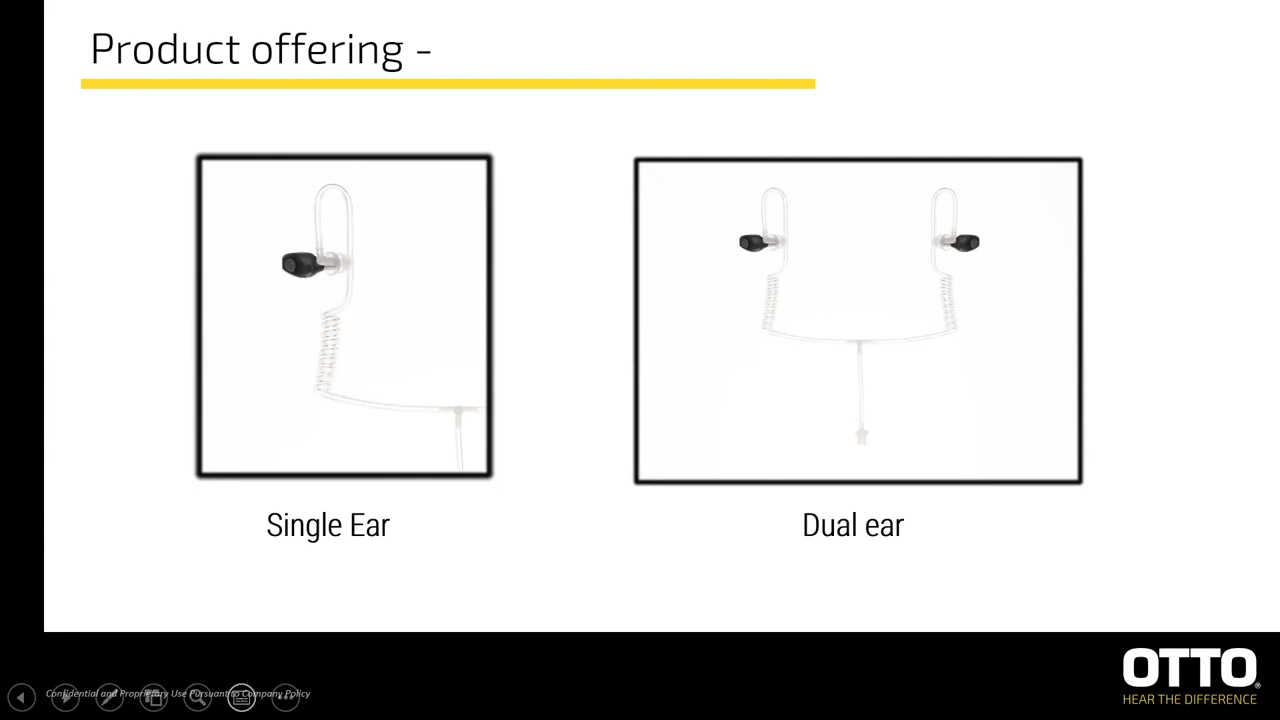 Product offering -
Single Ear
Dual ear
OTTO®
HEAR THE DIFFERENCE
Confidential and Proprietary Use Pursuant to Company Policy